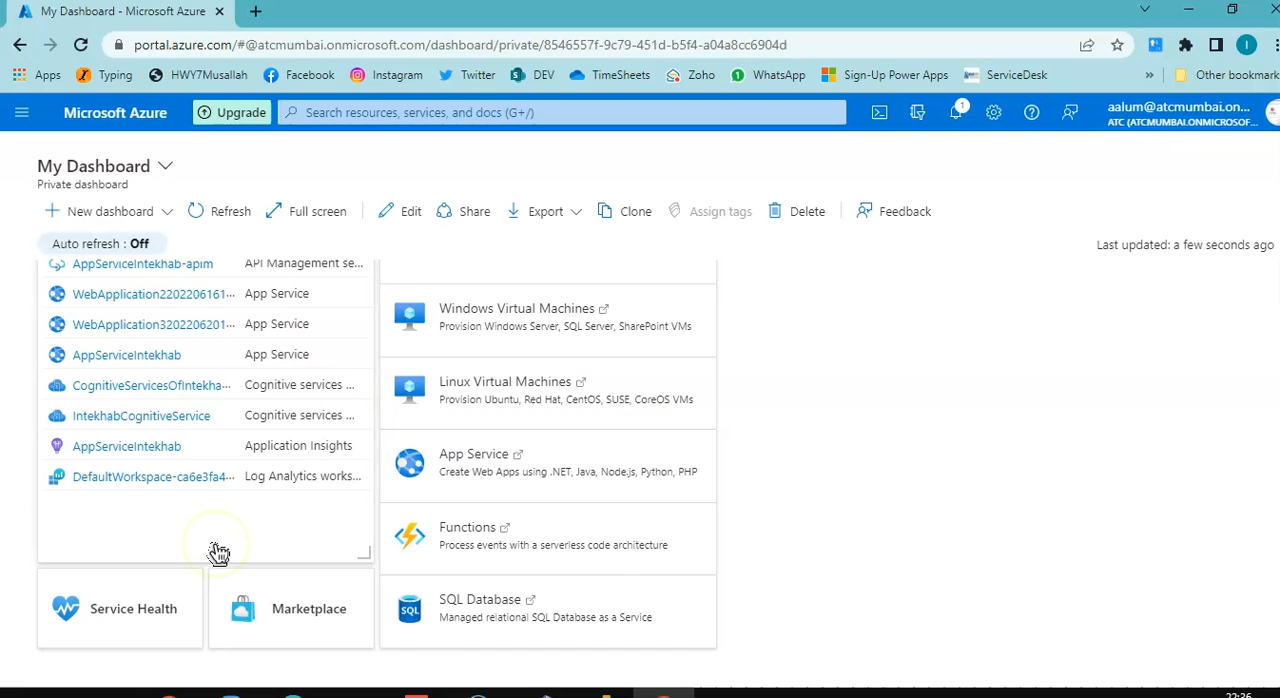 My Dashboard - Microsoft Azure
portal.azure.com/#@atcmumbai.onmicrosoft.com/dashboard/private/8546557f-9c79-451d-b5f4-a04a8cc6904d
Apps Typing HWY7Musallah Facebook Instagram Twitter DEV TimeSheets Zoho WhatsApp Sign-Up Power Apps ServiceDesk » Other bookmark
Microsoft Azure Upgrade Search resources, services, and docs (G+/) 1 aalum@atcmumbai.on...
ATC (ATCMUMBAI.ONMICROSOF...
My Dashboard
Private dashboard
New dashboard Refresh Full screen Edit Share Export Clone Assign tags Delete Feedback
Auto refresh : Off
Last updated: a few seconds ago
AppServiceIntekhab-apim API Management se...
WebApplication2202206161... App Service
WebApplication3202206201... App Service
AppServiceIntekhab App Service
CognitiveServicesOfIntekha... Cognitive services ...
IntekhabCognitiveService Cognitive services ...
AppServiceIntekhab Application Insights
DefaultWorkspace-ca6e3fa4... Log Analytics works...
Service Health
Marketplace
Windows Virtual Machines
Provision Windows Server, SQL Server, SharePoint VMs
Linux Virtual Machines
Provision Ubuntu, Red Hat, CentOS, SUSE, CoreOS VMs
App Service
Create Web Apps using .NET, Java, Node.js, Python, PHP
Functions
Process events with a serverless code architecture
SQL
SQL Database
Managed relational SQL Database as a Service
22:26